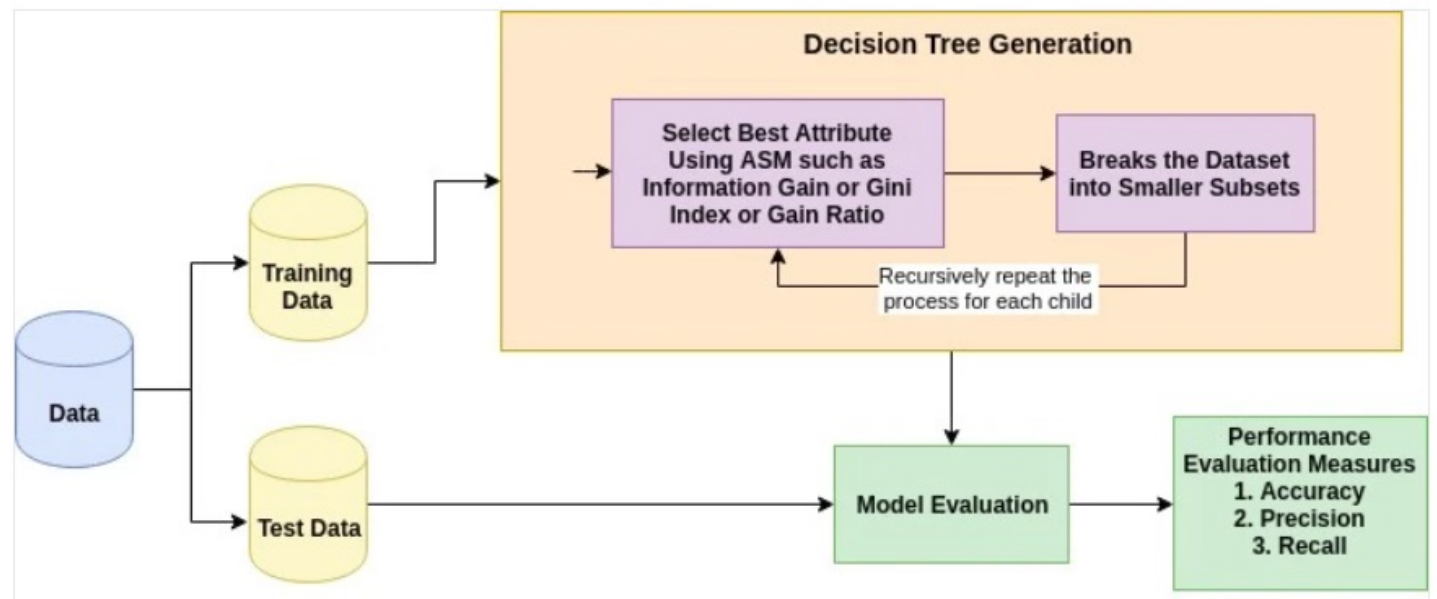 Decision Tree Generation
Select Best Attribute
Using ASM such as
Information Gain or Gini
Index or Gain Ratio
Breaks the Dataset
into Smaller Subsets
Recursively repeat the
process for each child
Training
Data
Data
Test Data
Model Evaluation
Performance
Evaluation Measures
1. Accuracy
2. Precision
3. Recall